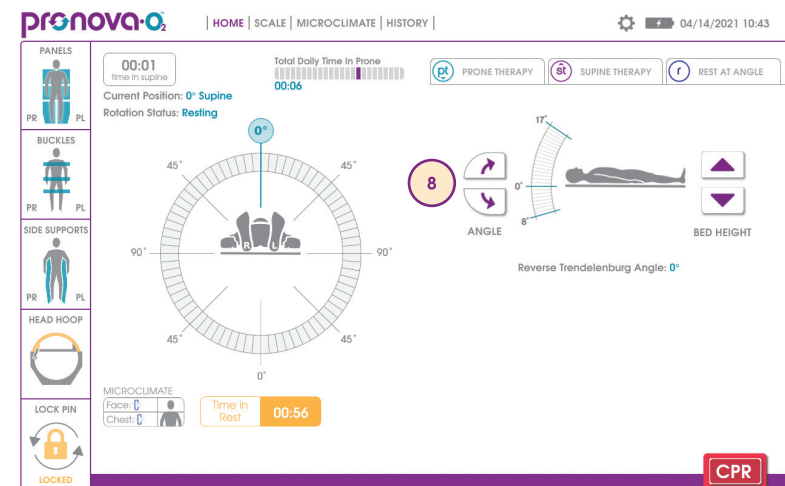 pronova·O2
| HOME | SCALE | MICROCLIMATE | HISTORY |
04/14/2021 10:43
PANELS
PR PL
BUCKLES
PR PL
SIDE SUPPORTS
PR PL
HEAD HOOP
LOCK PIN
LOCKED
00:01
time in supine
Current Position: 0° Supine
Rotation Status: Resting
Total Daily Time In Prone
00:06
pt PRONE THERAPY
st SUPINE THERAPY
r REST AT ANGLE
0°
45° 45°
R L
90° 90°
45° 45°
0°
8
ANGLE
17°
0°
8°
BED HEIGHT
Reverse Trendelenburg Angle: 0°
MICROCLIMATE
Face: C
Chest: C
Time in
Rest
00:56
CPR